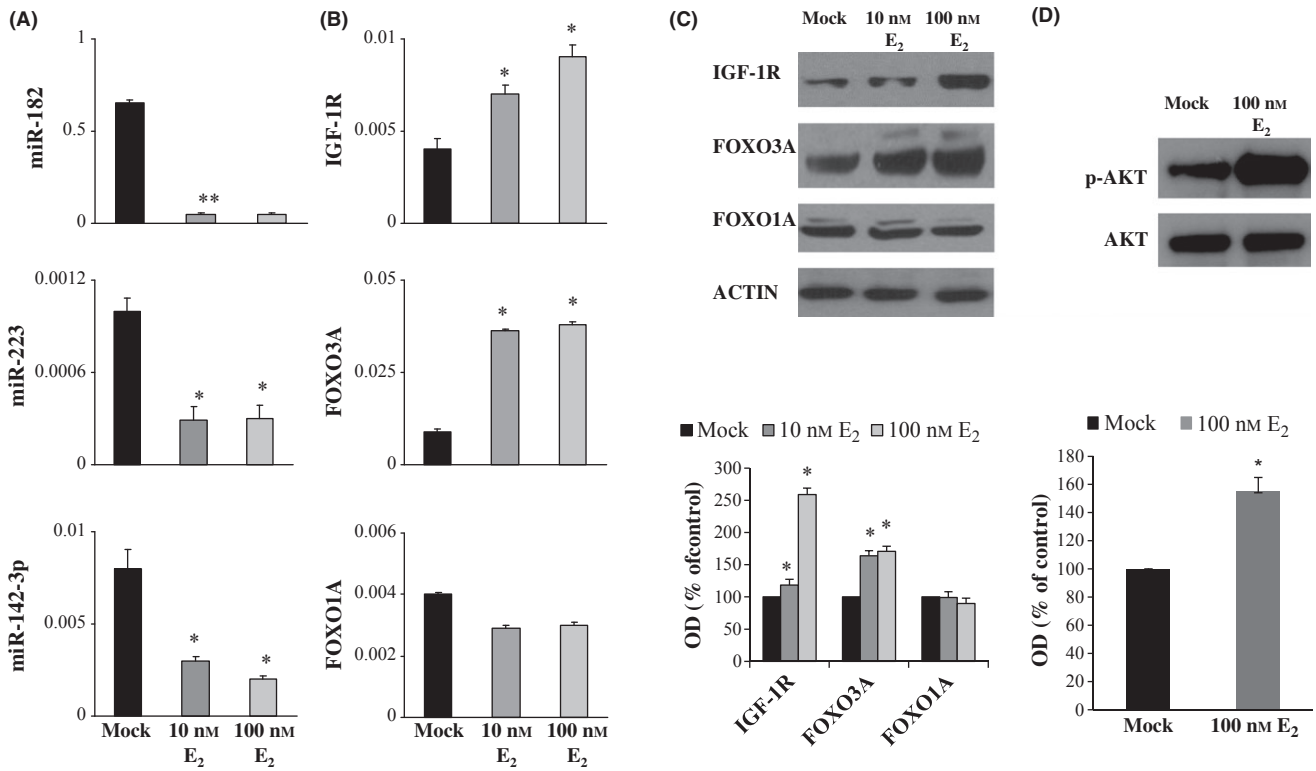 (A)
miR-182
1
0.5
0
**
miR-223
0.0012
0.0006
0
*
*
miR-142-3p
0.01
0.005
0
*
*
Mock
10 nM
E2
100 nM
E2
(B)
IGF-1R
0.01
0.005
0
*
*
FOXO3A
0.05
0.025
0
*
*
FOXO1A
0.006
0.004
0.002
0
Mock
10 nM
E2
100 nM
E2
(C)
Mock
10 nM
E2
100 nM
E2
IGF-1R
FOXO3A
FOXO1A
ACTIN
Mock 10 nM E2 100 nM E2
OD (% ofcontrol)
300
250
200
150
100
50
0
*
*
*
*
IGF-1R
FOXO3A
FOXO1A
(D)
Mock
100 nM
E2
p-AKT
AKT
Mock 100 nM E2
OD (% of control)
180
160
140
120
100
80
60
40
20
0
*
Mock
100 nM E2